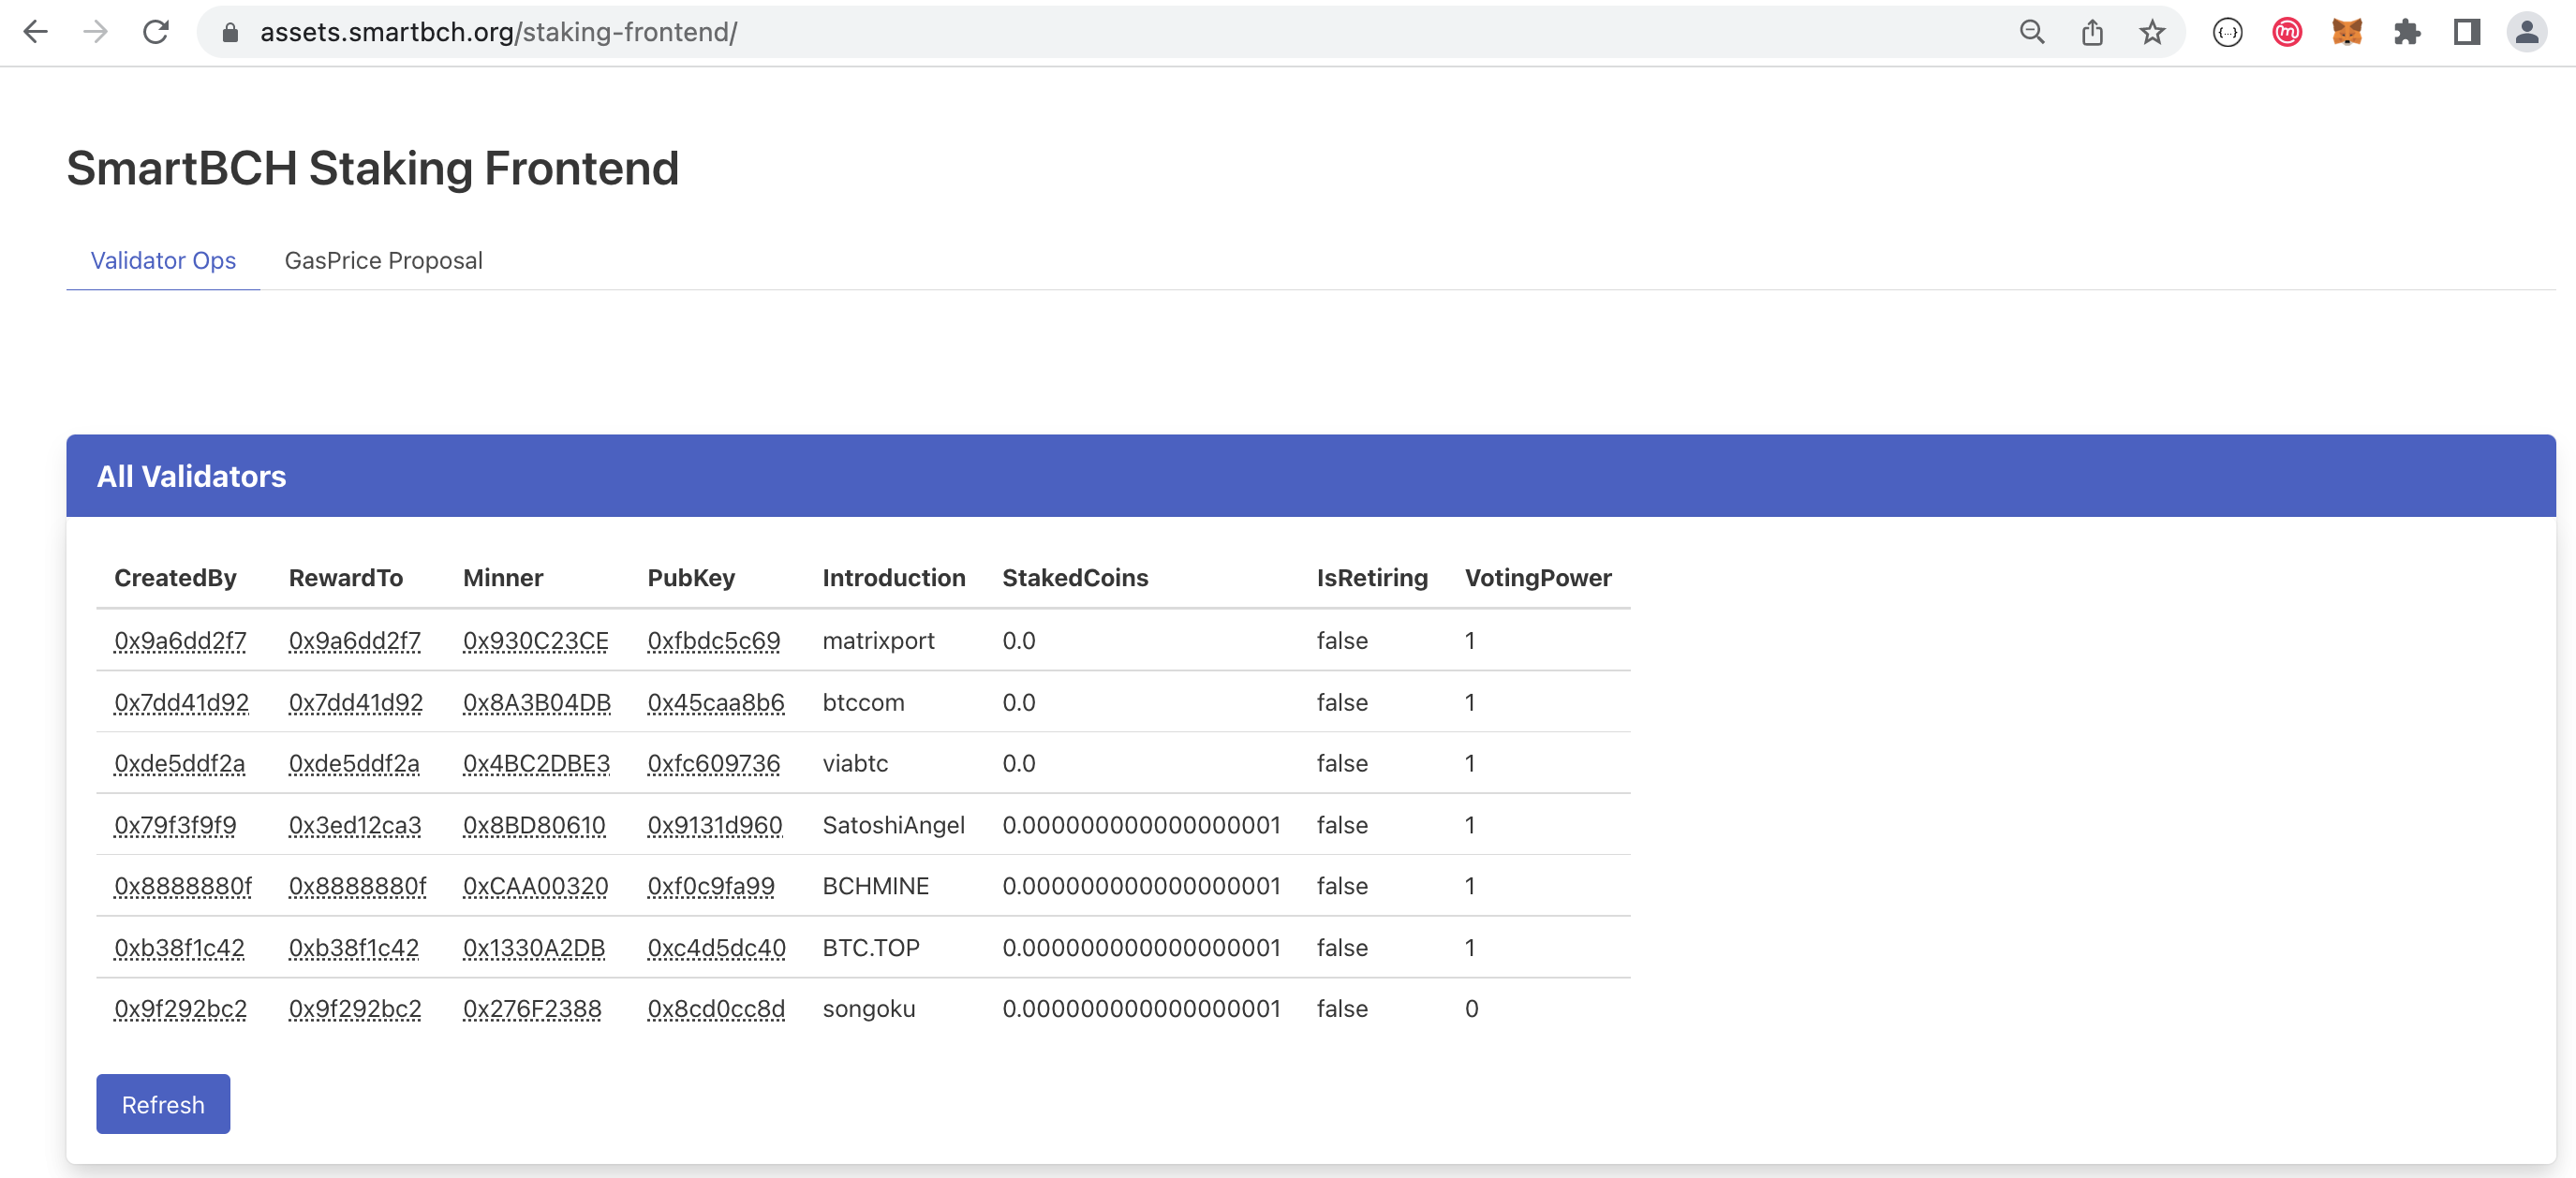 assets.smartbch.org/staking-frontend/
SmartBCH Staking Frontend
Validator Ops GasPrice Proposal
All Validators
CreatedBy RewardTo Minner PubKey Introduction StakedCoins IsRetiring VotingPower
0x9a6dd2f7 0x9a6dd2f7 0x930C23CE 0xfbdc5c69 matrixport 0.0 false 1
0x7dd41d92 0x7dd41d92 0x8A3B04DB 0x45caa8b6 btccom 0.0 false 1
0xde5ddf2a 0xde5ddf2a 0x4BC2DBE3 0xfc609736 viabtc 0.0 false 1
0x79f3f9f9 0x3ed12ca3 0x8BD80610 0x9131d960 SatoshiAngel 0.000000000000000001 false 1
0x8888880f 0x8888880f 0xCAA00320 0xf0c9fa99 BCHMINE 0.000000000000000001 false 1
0xb38f1c42 0xb38f1c42 0x1330A2DB 0xc4d5dc40 BTC.TOP 0.000000000000000001 false 1
0x9f292bc2 0x9f292bc2 0x276F2388 0x8cd0cc8d songoku 0.000000000000000001 false 0
Refresh